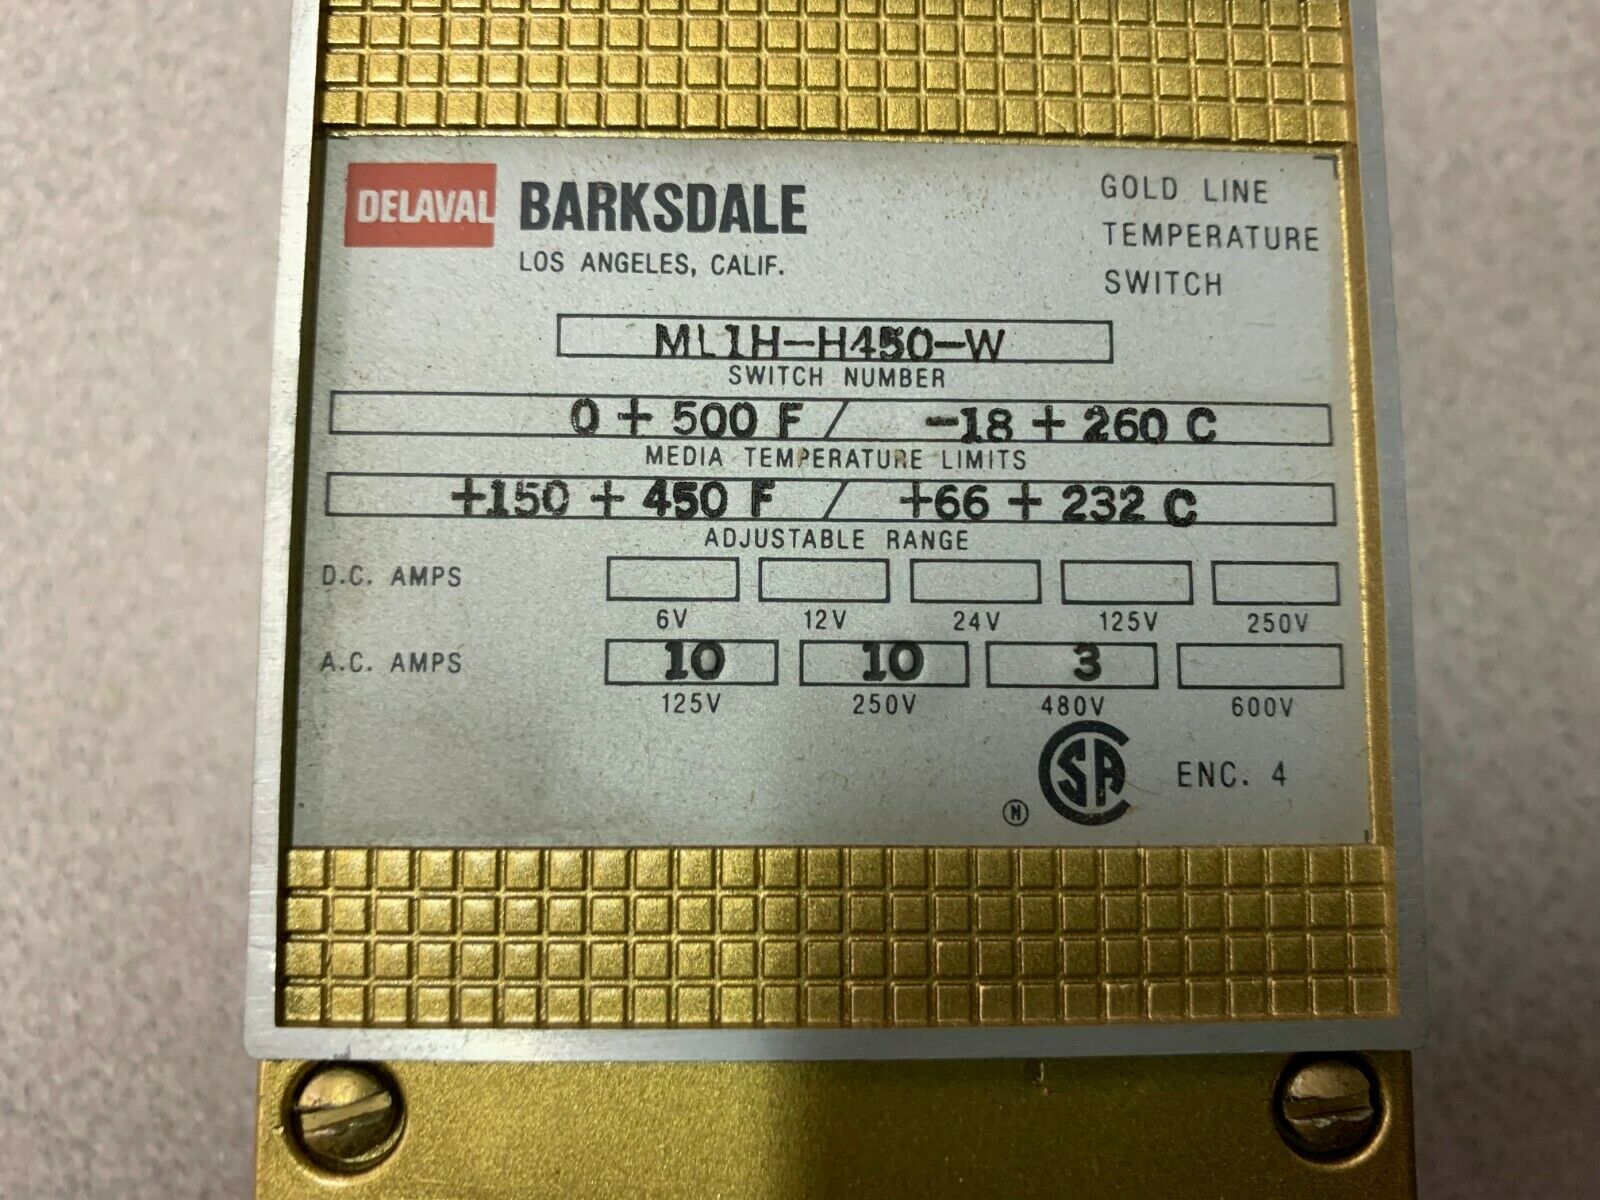 DELAVAL BARKSDALE
LOS ANGELES, CALIF.
GOLD LINE
TEMPERATURE
SWITCH
ML1H-H450-W
SWITCH NUMBER
0 + 500 F / -18 + 260 C
MEDIA TEMPERATURE LIMITS
+150 + 450 F / +66 + 232 C
ADJUSTABLE RANGE
D.C. AMPS
6V 12V 24V 125V 250V
A.C. AMPS 10 10 3
125V 250V 480V 600V
N CSA ENC. 4